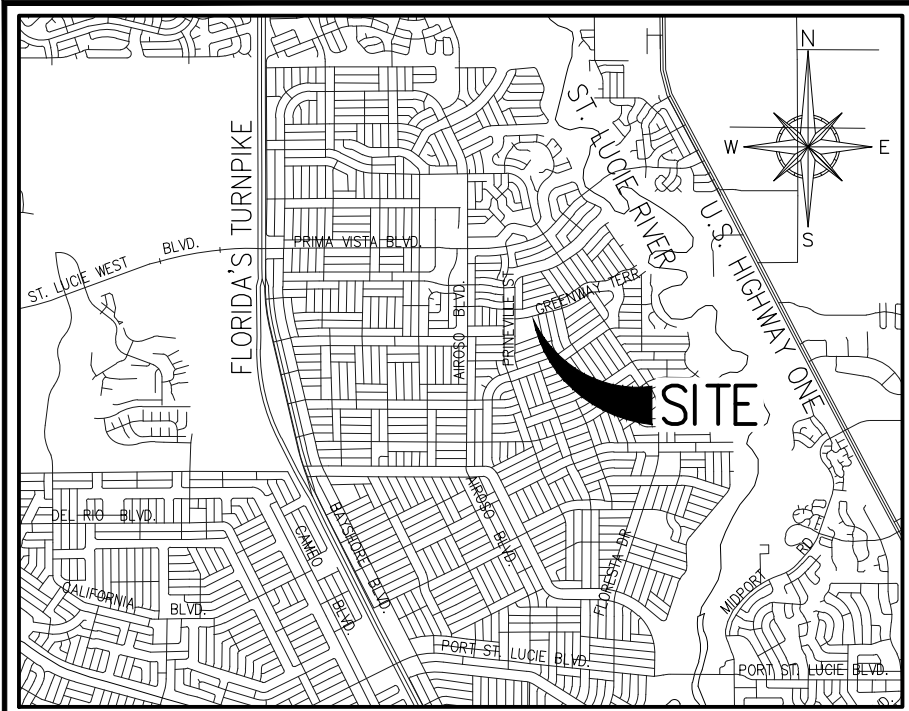 N
W E
S
ST. LUCIE RIVER
U.S. HIGHWAY ONE
FLORIDA'S TURNPIKE
ST. LUCIE WEST BLVD.
PRIMA VISTA BLVD.
AIROSO BLVD.
PRINEVILLE ST.
GREENWAY TERR.
SITE
DEL RIO BLVD.
CALIFORNIA BLVD.
CAMEO BLVD.
BAYSHORE BLVD.
AIROSO BLVD.
FLORESTA DR.
MIDPORT RD.
PORT ST. LUCIE BLVD.
PORT ST. LUCIE BLVD.